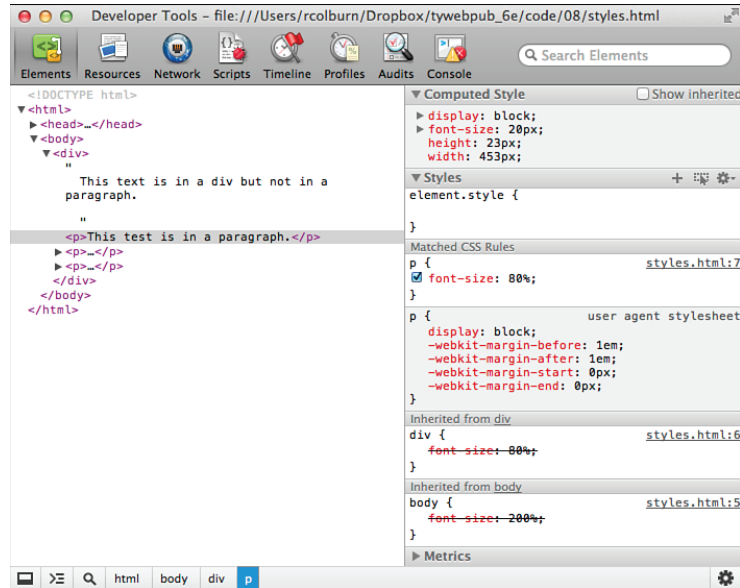 Developer Tools - file:///Users/rcolburn/Dropbox/tywebpub_6e/code/08/styles.html
Elements Resources Network Scripts Timeline Profiles Audits Console
Search Elements
<!DOCTYPE html>
▼<html>
▶<head>…</head>
▼<body>
▼<div>
"
This text is in a div but not in a
paragraph.
"
<p>This test is in a paragraph.</p>
▶<p>…</p>
▶<p>…</p>
</div>
</body>
</html>
▼Computed Style Show inherited
▶display: block;
▶font-size: 20px;
height: 23px;
width: 453px;
▼Styles
element.style {
}
Matched CSS Rules
p { styles.html:7
font-size: 80%;
}
p { user agent stylesheet
display: block;
-webkit-margin-before: 1em;
-webkit-margin-after: 1em;
-webkit-margin-start: 0px;
-webkit-margin-end: 0px;
}
Inherited from div
div { styles.html:6
font-size: 80%;
}
Inherited from body
body { styles.html:5
font-size: 200%;
}
▶Metrics
html body div p